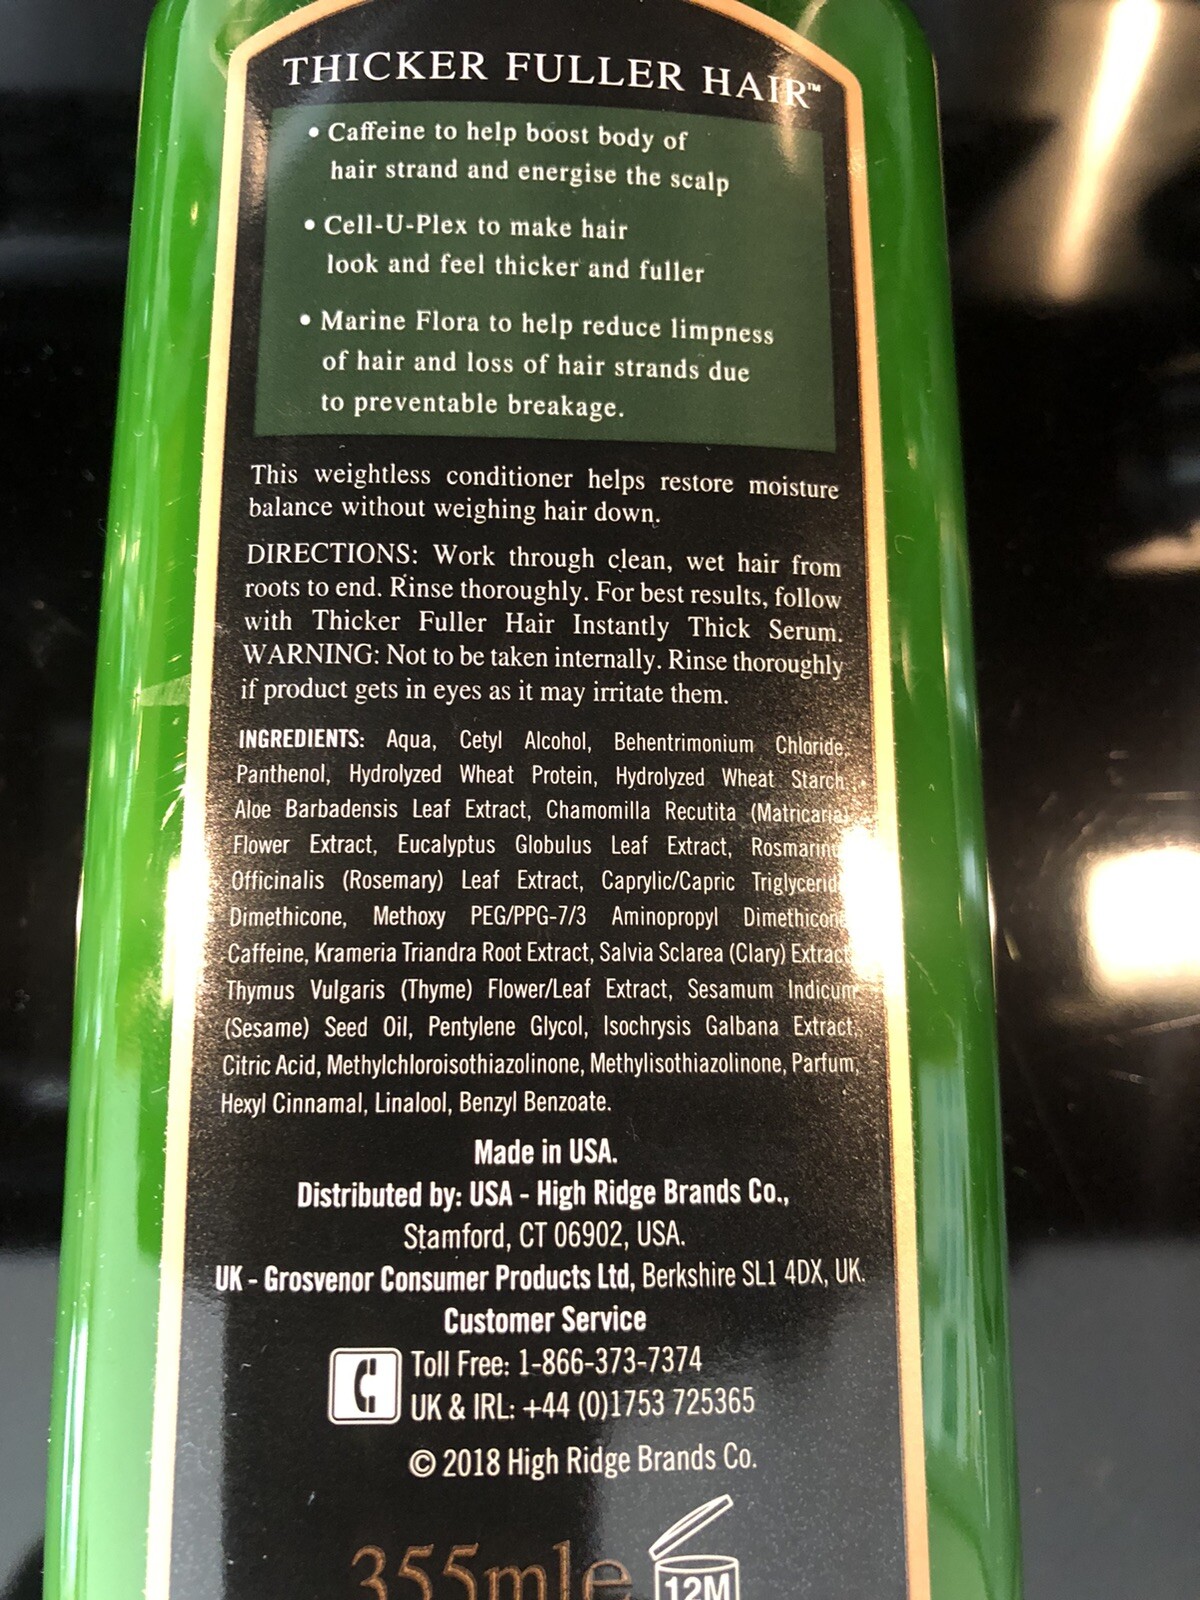 THICKER FULLER HAIR™
• Caffeine to help boost body of
hair strand and energise the scalp
• Cell-U-Plex to make hair
look and feel thicker and fuller
• Marine Flora to help reduce limpness
of hair and loss of hair strands due
to preventable breakage.
This weightless conditioner helps restore moisture
balance without weighing hair down.
DIRECTIONS: Work through clean, wet hair from
roots to end. Rinse thoroughly. For best results, follow
with Thicker Fuller Hair Instantly Thick Serum.
WARNING: Not to be taken internally. Rinse thoroughly
if product gets in eyes as it may irritate them.
INGREDIENTS: Aqua, Cetyl Alcohol, Behentrimonium Chloride,
Panthenol, Hydrolyzed Wheat Protein, Hydrolyzed Wheat Starch,
Aloe Barbadensis Leaf Extract, Chamomilla Recutita (Matricaria)
Flower Extract, Eucalyptus Globulus Leaf Extract,
Officinalis (Rosemary) Leaf Extract, Caprylic/Capric
Dimethicone, Methoxy PEG/PPG-7/3 Aminopropyl Dimethicone
Caffeine, Krameria Triandra Root Extract, Salvia Sclarea (Clary) Extract
Thymus Vulgaris (Thyme) Flower/Leaf Extract, Sesamum Indicum
(Sesame) Seed Oil, Pentylene Glycol, Isochrysis Galbana Extract,
Citric Acid, Methylchloroisothiazolinone, Methylisothiazolinone, Parfum,
Hexyl Cinnamal, Linalool, Benzyl Benzoate.
Made in USA.
Distributed by: USA - High Ridge Brands Co.,
Stamford, CT 06902, USA.
UK - Grosvenor Consumer Products Ltd, Berkshire SL1 4DX, UK.
Customer Service
Toll Free: 1-866-373-7374
UK & IRL: +44 (0)1753 725365
© 2018 High Ridge Brands Co.
355mle
12M